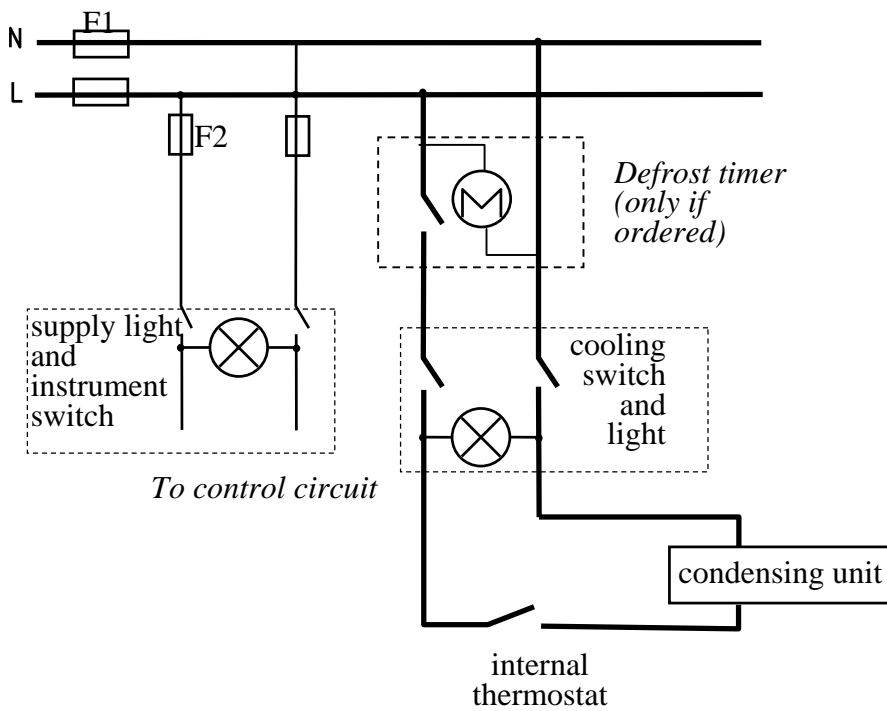 F1
N
L
F2
Defrost timer
(only if
ordered)
supply light
and
instrument
switch
cooling
switch
and
light
To control circuit
condensing unit
internal
thermostat